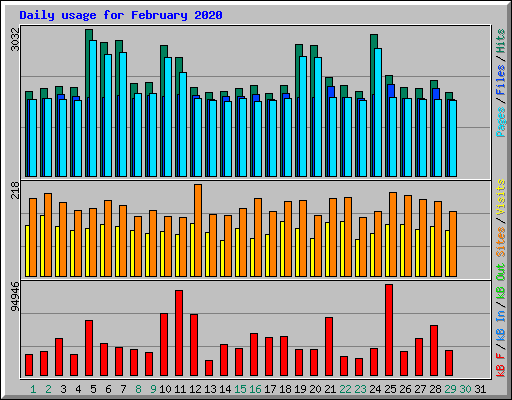 Daily usage for February 2020
3032
Pages / Files / Hits
218
kB F / kB In / kB Out Sites / Visits
94946
1 2 3 4 5 6 7 8 9 10 11 12 13 14 15 16 17 18 19 20 21 22 23 24 25 26 27 28 29 30 31